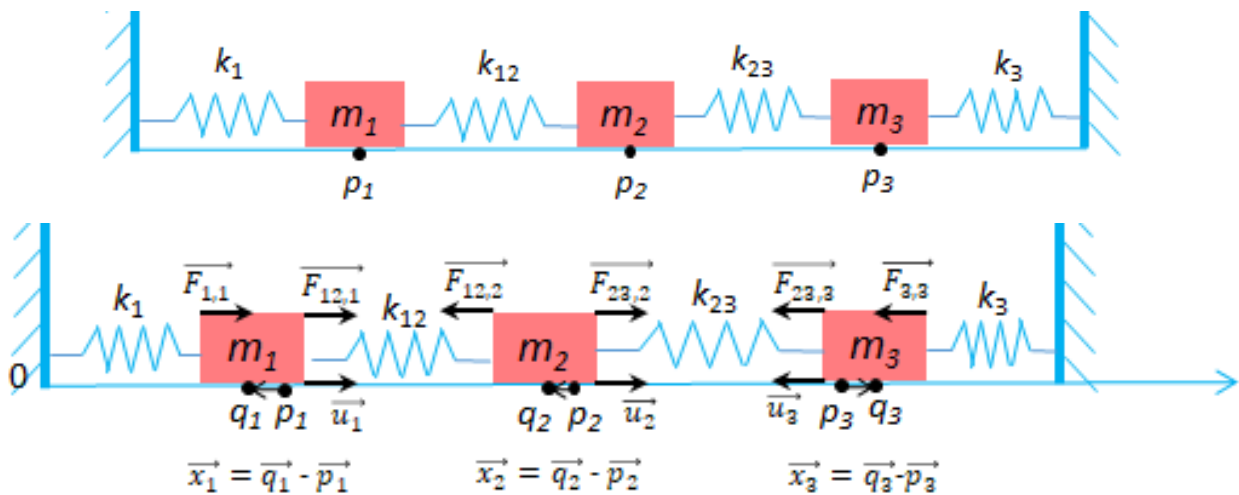 k₁ k₁₂ k₂₃ k₃
m₁ m₂ m₃
p₁ p₂ p₃
F₁,₁ F₁₂,₁ F₁₂,₂ F₂₃,₂ F₂₃,₃ F₃,₃
k₁ k₁₂ k₂₃ k₃
m₁ m₂ m₃
0
q₁ p₁ u₁ q₂ p₂ u₂ u₃ p₃ q₃
x₁ = q₁ - p₁ x₂ = q₂ - p₂ x₃ = q₃-p₃